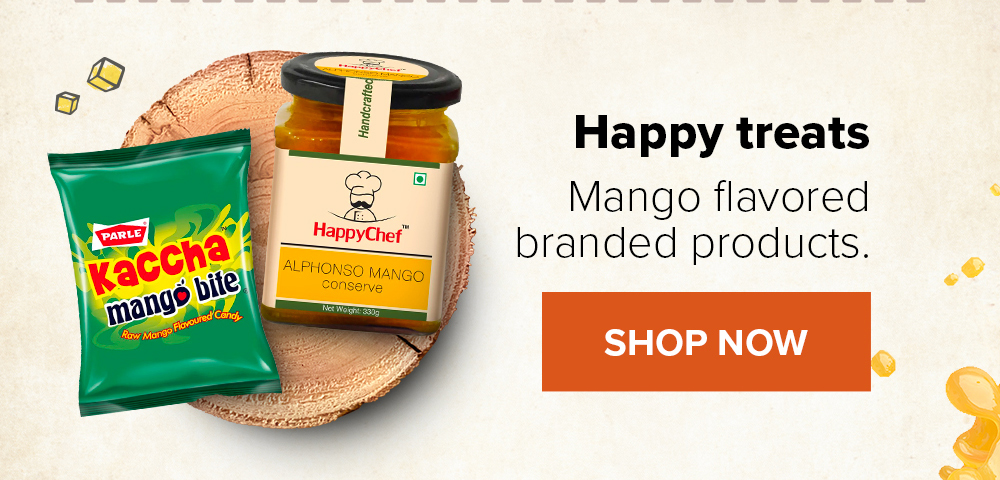 PARLE
Kaccha
mango bite
Raw Mango Flavoured Candy
HappyChef
Handcrafted
HappyChef™
ALPHONSO MANGO
conserve
Net Weight: 330g
Happy treats
Mango flavored
branded products.
SHOP NOW